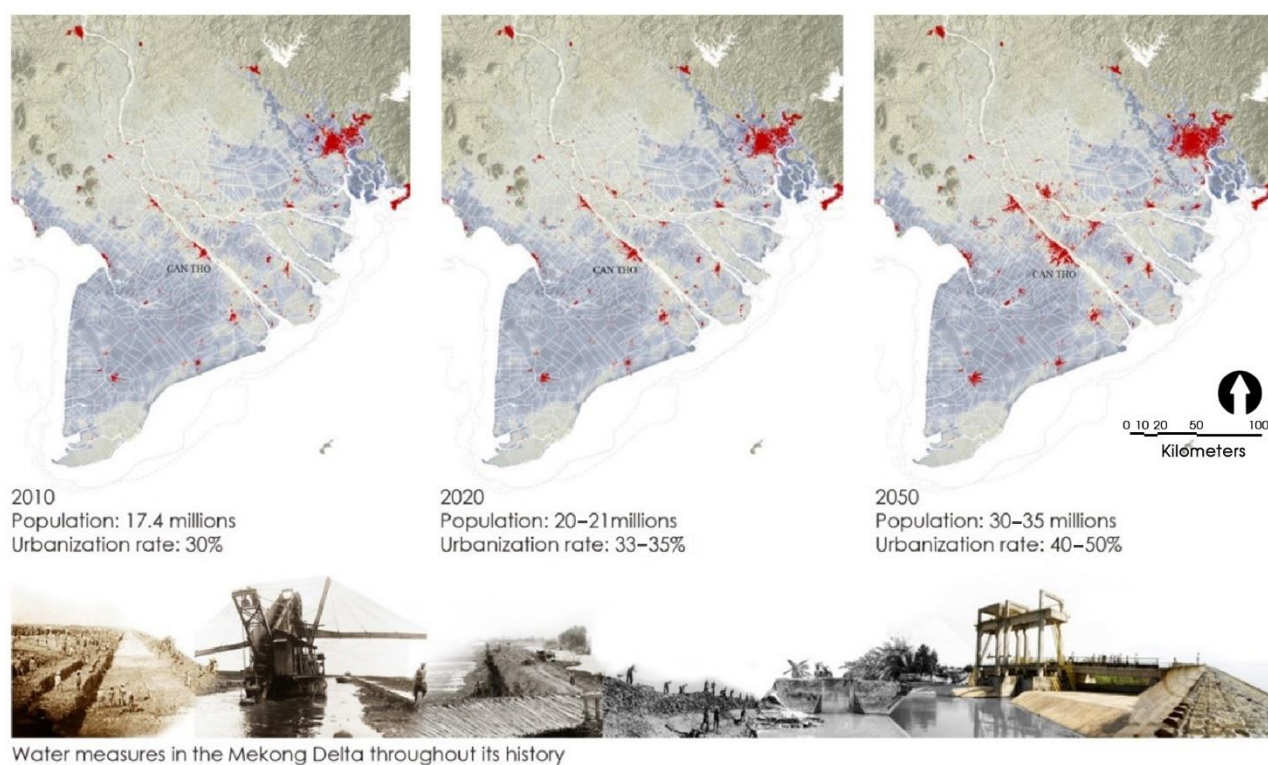 CAN THO
CAN THO
CAN THO
0 10 20 50 100
Kilometers
2010
Population: 17.4 millions
Urbanization rate: 30%
2020
Population: 20–21millions
Urbanization rate: 33–35%
2050
Population: 30–35 millions
Urbanization rate: 40–50%
Water measures in the Mekong Delta throughout its history